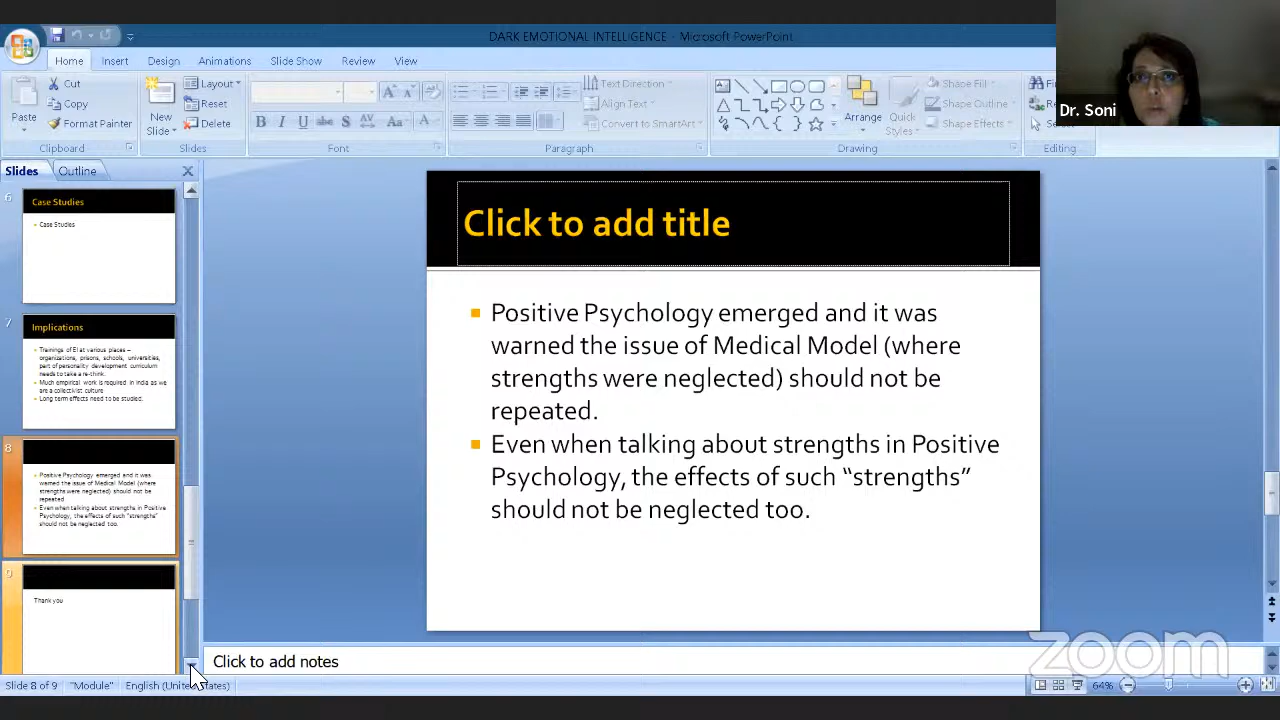 DARK EMOTIONAL INTELLIGENCE - Microsoft PowerPoint
Home Insert Design Animations Slide Show Review View
Cut
Copy
Format Painter
Paste
Clipboard
New
Slide
Layout
Reset
Delete
Slides
Font
Text Direction
Align Text
Convert to SmartArt
Paragraph
Arrange
Quick
Styles
Shape Fill
Shape Outline
Shape Effects
Drawing
Editing
Dr. Soni
Slides Outline
6
Case Studies
Case Studies
7
Implications
Trainings of EI at various places –
organizations, prisons, schools, universities,
part of personality development curriculum
needs to take a re-think.
Much empirical work is required in India as we
are a collectivist culture
Long term effects need to be studied.
8
Positive Psychology emerged and it was
warned the issue of Medical Model (where
strengths were neglected) should not be
repeated
Even when talking about strengths in Positive
Psychology, the effects of such “strengths”
should not be neglected too.
9
Thank you
Click to add title
Positive Psychology emerged and it was
warned the issue of Medical Model (where
strengths were neglected) should not be
repeated.
Even when talking about strengths in Positive
Psychology, the effects of such “strengths”
should not be neglected too.
Click to add notes
zoom
Slide 8 of 9 "Module" English (United States) 64%